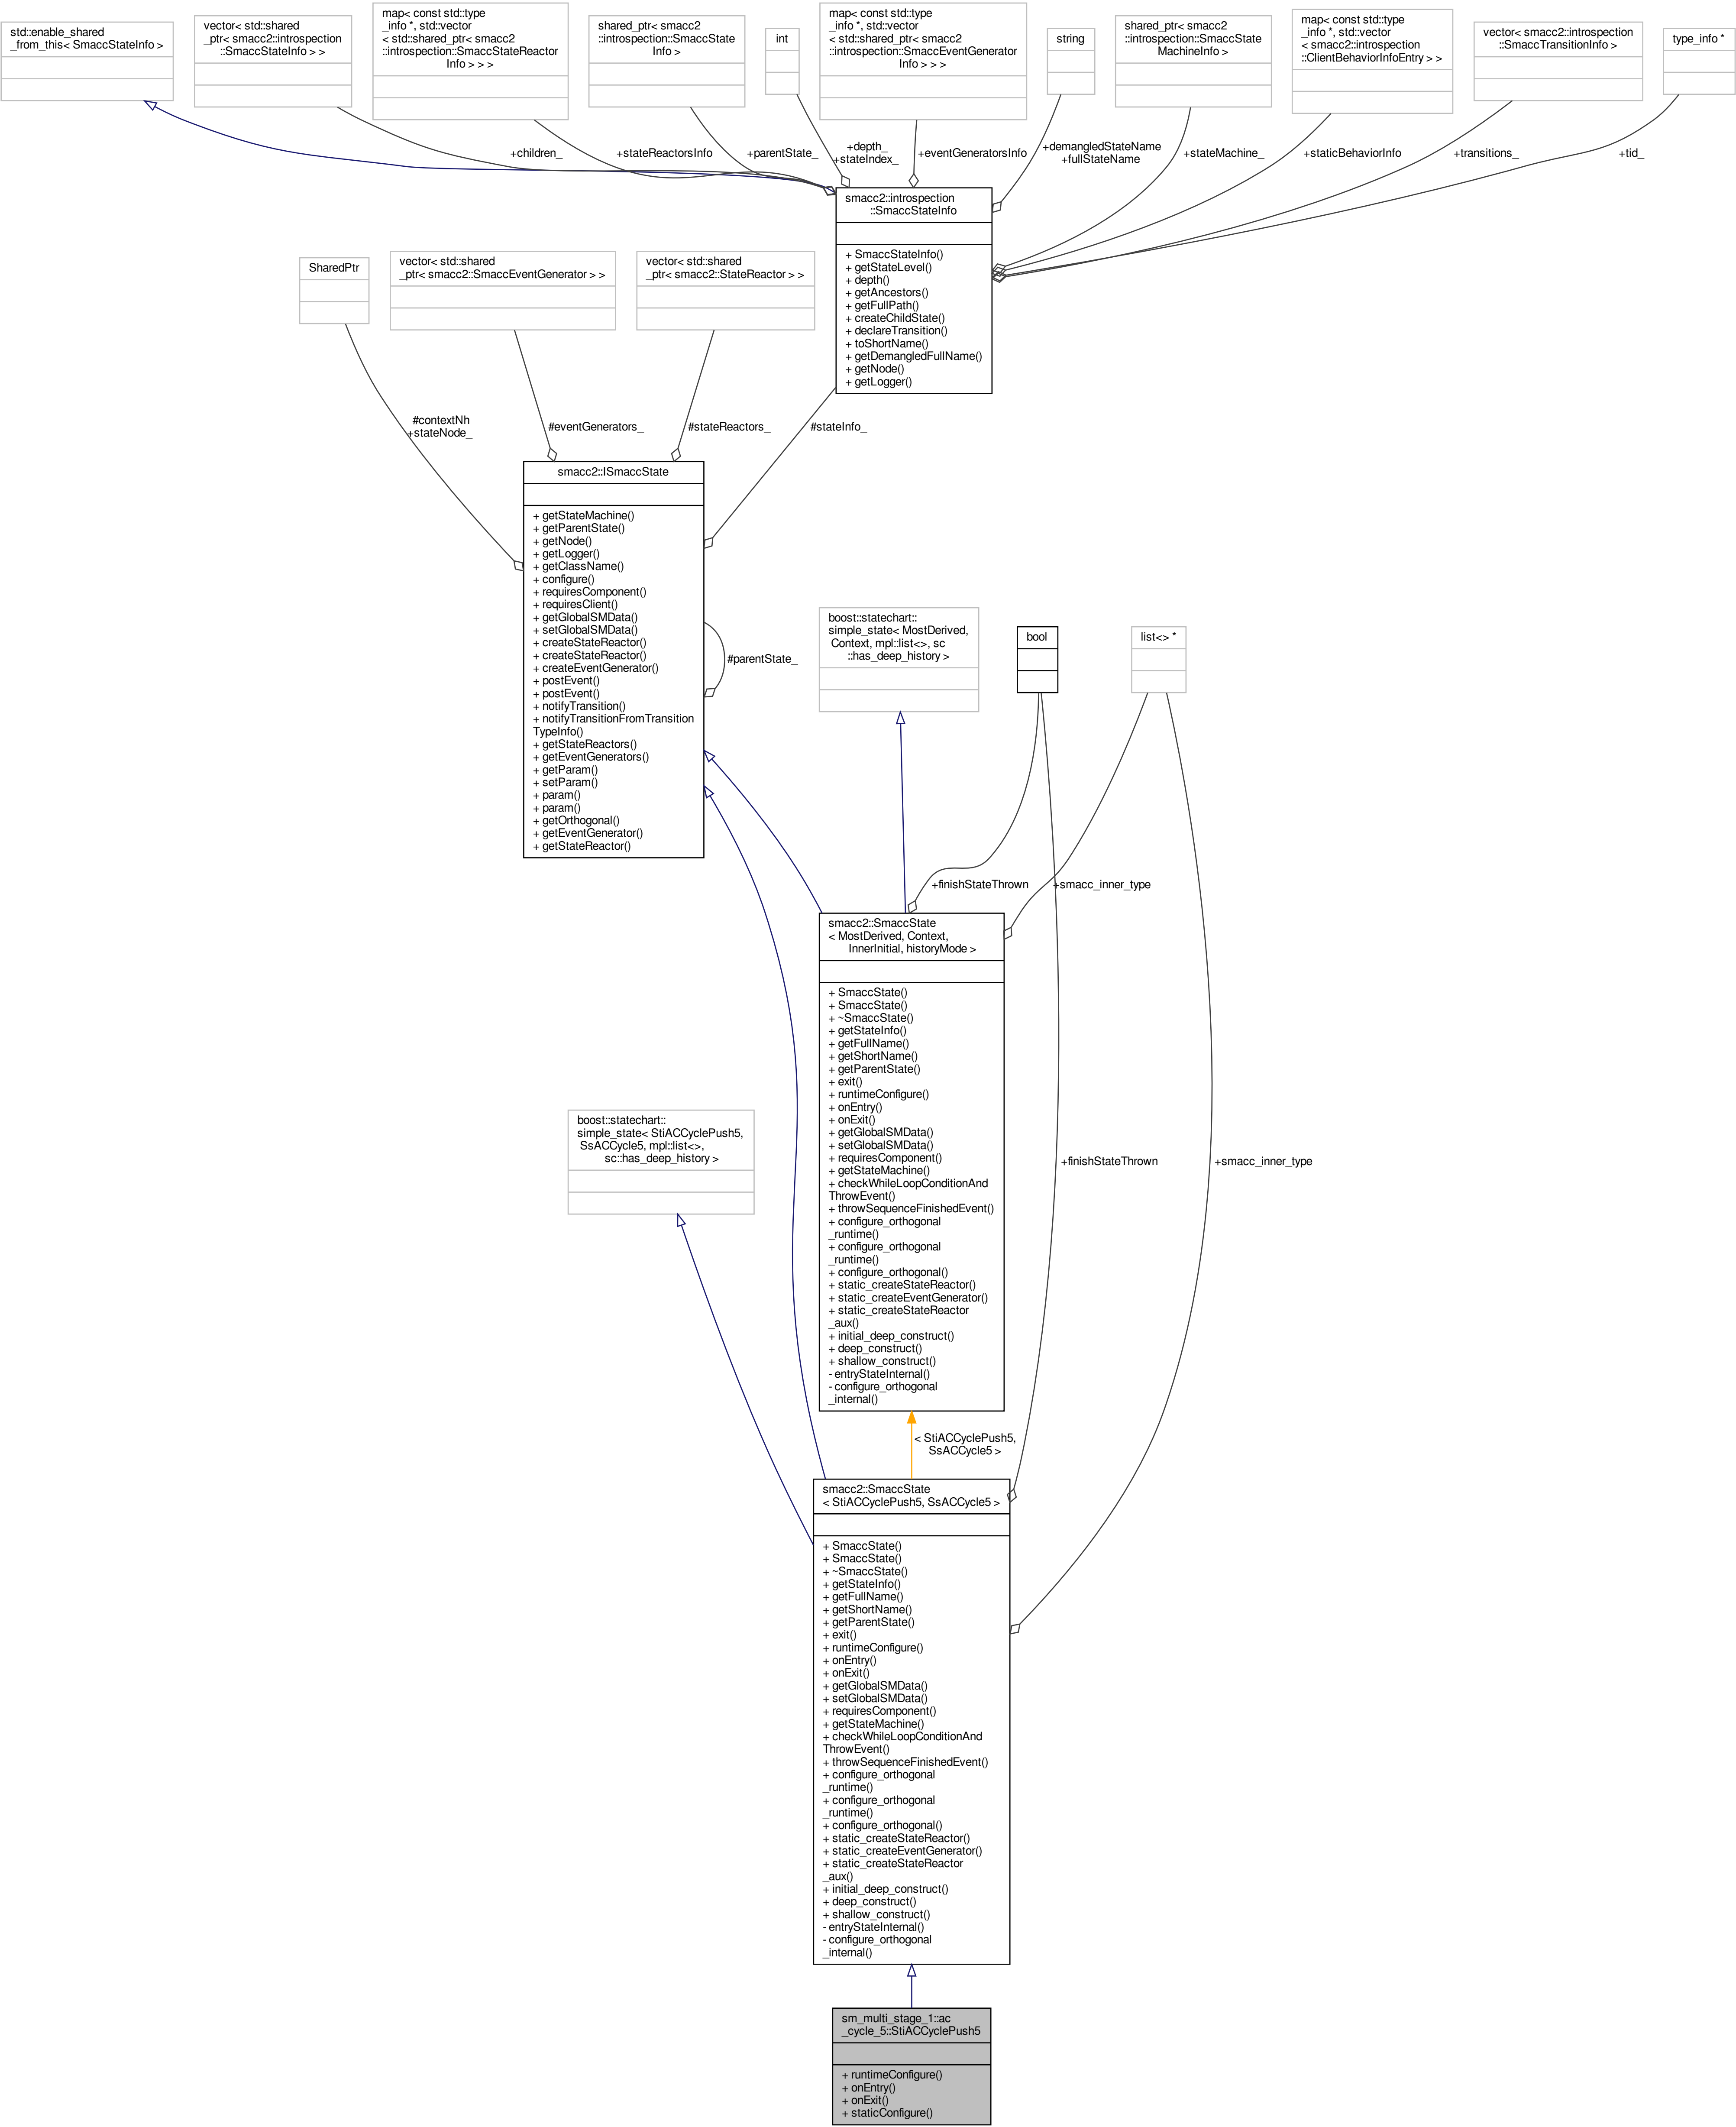 std::enable_shared
_from_this< SmaccStateInfo >
vector< std::shared
_ptr< smacc2::introspection
::SmaccStateInfo > >
map< const std::type
_info *, std::vector
< std::shared_ptr< smacc2
::introspection::SmaccStateReactor
Info > > >
shared_ptr< smacc2
::introspection::SmaccState
Info >
int
map< const std::type
_info *, std::vector
< std::shared_ptr< smacc2
::introspection::SmaccEventGenerator
Info > > >
string
shared_ptr< smacc2
::introspection::SmaccState
MachineInfo >
map< const std::type
_info *, std::vector
< smacc2::introspection
::ClientBehaviorInfoEntry > >
vector< smacc2::introspection
::SmaccTransitionInfo >
type_info *
+children_
+stateReactorsInfo
+parentState_
+depth_
+stateIndex_
+eventGeneratorsInfo
+demangledStateName
+fullStateName
+stateMachine_
+staticBehaviorInfo
+transitions_
+tid_
smacc2::introspection
::SmaccStateInfo
+ SmaccStateInfo()
+ getStateLevel()
+ depth()
+ getAncestors()
+ getFullPath()
+ createChildState()
+ declareTransition()
+ toShortName()
+ getDemangledFullName()
+ getNode()
+ getLogger()
SharedPtr
vector< std::shared
_ptr< smacc2::SmaccEventGenerator > >
vector< std::shared
_ptr< smacc2::StateReactor > >
#contextNh
+stateNode_
#eventGenerators_
#stateReactors_
#stateInfo_
smacc2::ISmaccState
+ getStateMachine()
+ getParentState()
+ getNode()
+ getLogger()
+ getClassName()
+ configure()
+ requiresComponent()
+ requiresClient()
+ getGlobalSMData()
+ setGlobalSMData()
+ createStateReactor()
+ createStateReactor()
+ createEventGenerator()
+ postEvent()
+ postEvent()
+ notifyTransition()
+ notifyTransitionFromTransition
TypeInfo()
+ getStateReactors()
+ getEventGenerators()
+ getParam()
+ setParam()
+ param()
+ param()
+ getOrthogonal()
+ getEventGenerator()
+ getStateReactor()
#parentState_
boost::statechart::
simple_state< MostDerived,
Context, mpl::list<>, sc
::has_deep_history >
bool
list<> *
+finishStateThrown
+smacc_inner_type
smacc2::SmaccState
< MostDerived, Context,
InnerInitial, historyMode >
+ SmaccState()
+ SmaccState()
+ ~SmaccState()
+ getStateInfo()
+ getFullName()
+ getShortName()
+ getParentState()
+ exit()
+ runtimeConfigure()
+ onEntry()
+ onExit()
+ getGlobalSMData()
+ setGlobalSMData()
+ requiresComponent()
+ getStateMachine()
+ checkWhileLoopConditionAnd
ThrowEvent()
+ throwSequenceFinishedEvent()
+ configure_orthogonal
_runtime()
+ configure_orthogonal
_runtime()
+ configure_orthogonal()
+ static_createStateReactor()
+ static_createEventGenerator()
+ static_createStateReactor
_aux()
+ initial_deep_construct()
+ deep_construct()
+ shallow_construct()
- entryStateInternal()
- configure_orthogonal
_internal()
boost::statechart::
simple_state< StiACCyclePush5,
SsACCycle5, mpl::list<>,
sc::has_deep_history >
+finishStateThrown
+smacc_inner_type
< StiACCyclePush5,
SsACCycle5 >
smacc2::SmaccState
< StiACCyclePush5, SsACCycle5 >
+ SmaccState()
+ SmaccState()
+ ~SmaccState()
+ getStateInfo()
+ getFullName()
+ getShortName()
+ getParentState()
+ exit()
+ runtimeConfigure()
+ onEntry()
+ onExit()
+ getGlobalSMData()
+ setGlobalSMData()
+ requiresComponent()
+ getStateMachine()
+ checkWhileLoopConditionAnd
ThrowEvent()
+ throwSequenceFinishedEvent()
+ configure_orthogonal
_runtime()
+ configure_orthogonal
_runtime()
+ configure_orthogonal()
+ static_createStateReactor()
+ static_createEventGenerator()
+ static_createStateReactor
_aux()
+ initial_deep_construct()
+ deep_construct()
+ shallow_construct()
- entryStateInternal()
- configure_orthogonal
_internal()
sm_multi_stage_1::ac
_cycle_5::StiACCyclePush5
+ runtimeConfigure()
+ onEntry()
+ onExit()
+ staticConfigure()